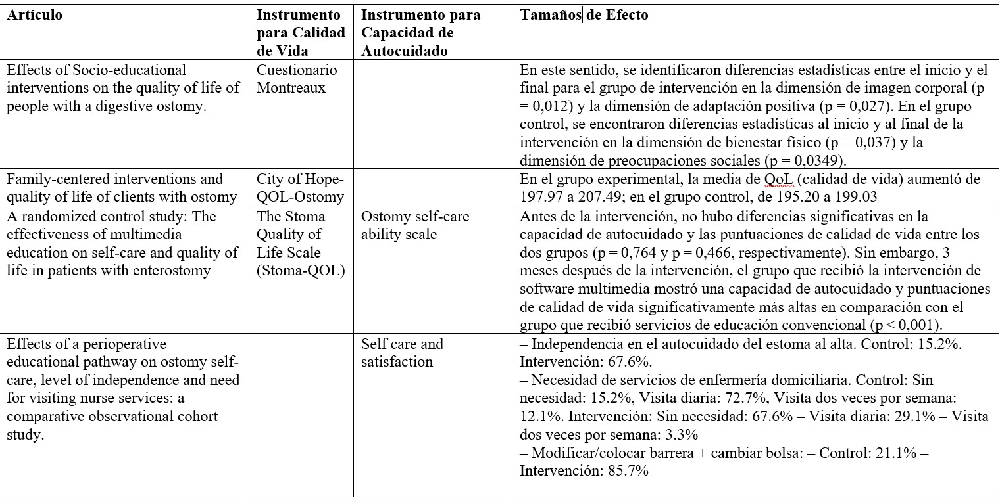 Artículo
Instrumento
para Calidad
de Vida
Instrumento para
Capacidad de
Autocuidado
Tamaños de Efecto
Effects of Socio-educational
interventions on the quality of life of
people with a digestive ostomy.
Cuestionario
Montreaux
En este sentido, se identificaron diferencias estadísticas entre el inicio y el
final para el grupo de intervención en la dimensión de imagen corporal (p
= 0,012) y la dimensión de adaptación positiva (p = 0,027). En el grupo
control, se encontraron diferencias estadísticas al inicio y al final de la
intervención en la dimensión de bienestar físico (p = 0,037) y la
dimensión de preocupaciones sociales (p = 0,0349).
Family-centered interventions and
quality of life of clients with ostomy
City of Hope-
QOL-Ostomy
En el grupo experimental, la media de QoL (calidad de vida) aumentó de
197.97 a 207.49; en el grupo control, de 195.20 a 199.03
A randomized control study: The
effectiveness of multimedia
education on self-care and quality of
life in patients with enterostomy
The Stoma
Quality of
Life Scale
(Stoma-QOL)
Ostomy self-care
ability scale
Antes de la intervención, no hubo diferencias significativas en la
capacidad de autocuidado y las puntuaciones de calidad de vida entre los
dos grupos (p = 0,764 y p = 0,466, respectivamente). Sin embargo, 3
meses después de la intervención, el grupo que recibió la intervención de
software multimedia mostró una capacidad de autocuidado y puntuaciones
de calidad de vida significativamente más altas en comparación con el
grupo que recibió servicios de educación convencional (p < 0,001).
Effects of a perioperative
educational pathway on ostomy self-
care, level of independence and need
for visiting nurse services: a
comparative observational cohort
study.
Self care and
satisfaction
– Independencia en el autocuidado del estoma al alta. Control: 15.2%.
Intervención: 67.6%.
– Necesidad de servicios de enfermería domiciliaria. Control: Sin
necesidad: 15.2%, Visita diaria: 72.7%, Visita dos veces por semana:
12.1%. Intervención: Sin necesidad: 67.6% – Visita diaria: 29.1% – Visita
dos veces por semana: 3.3%
– Modificar/colocar barrera + cambiar bolsa: – Control: 21.1% –
Intervención: 85.7%